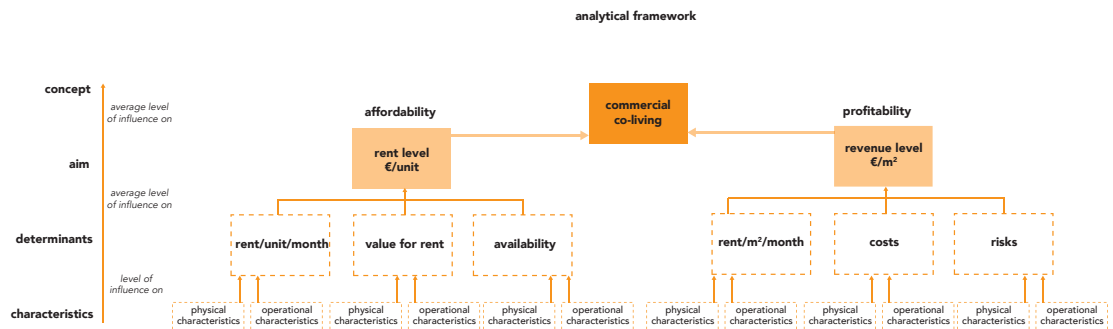 analytical framework
concept
average level
of influence on
affordability
commercial
co-living
profitability
aim
rent level
€/unit
revenue level
€/m²
average level
of influence on
determinants
rent/unit/month
value for rent
availability
rent/m²/month
costs
risks
level of
influence on
characteristics
physical
characteristics
operational
characteristics
physical
characteristics
operational
characteristics
physical
characteristics
operational
characteristics
physical
characteristics
operational
characteristics
physical
characteristics
operational
characteristics
physical
characteristics
operational
characteristics